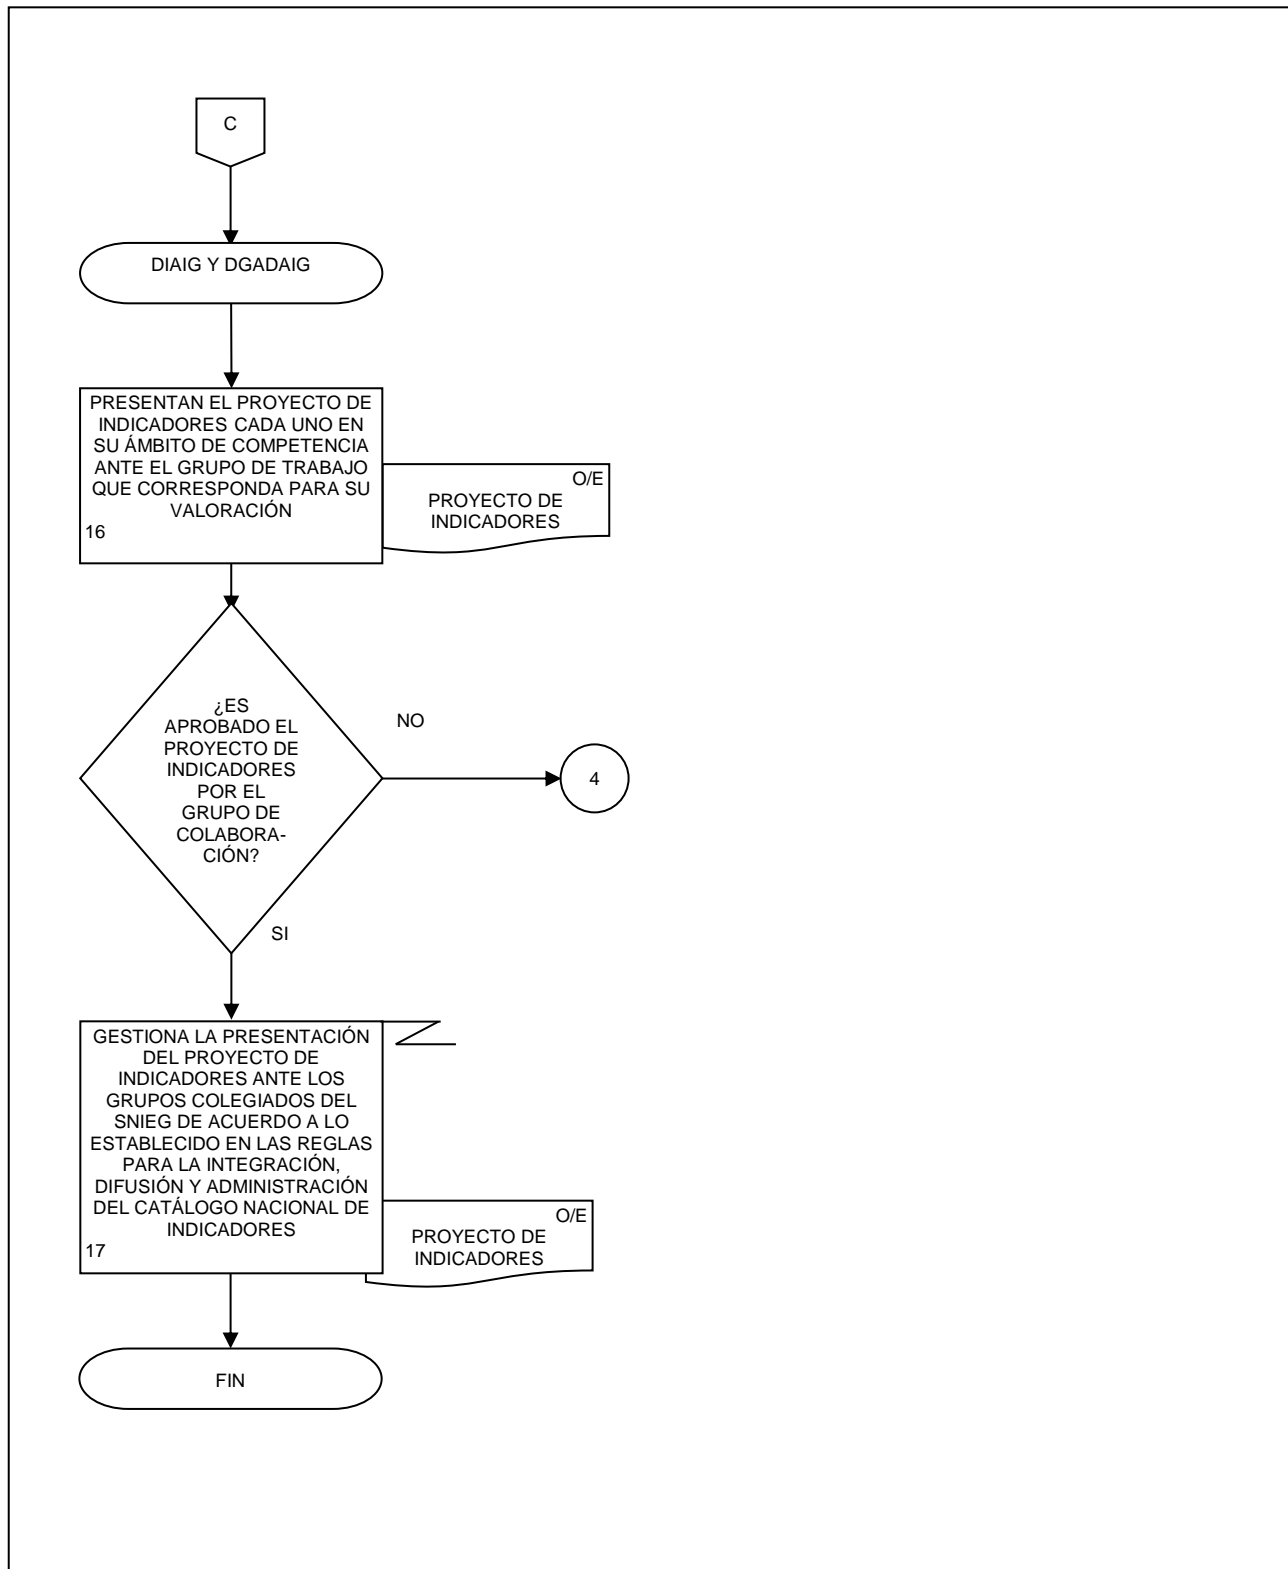 C
DIAIG Y DGADAIG
PRESENTAN EL PROYECTO DE
INDICADORES CADA UNO EN
SU ÁMBITO DE COMPETENCIA
ANTE EL GRUPO DE TRABAJO
QUE CORRESPONDA PARA SU
VALORACIÓN
16
O/E
PROYECTO DE
INDICADORES
¿ES
APROBADO EL
PROYECTO DE
INDICADORES
POR EL
GRUPO DE
COLABORA-
CIÓN?
NO
4
SI
GESTIONA LA PRESENTACIÓN
DEL PROYECTO DE
INDICADORES ANTE LOS
GRUPOS COLEGIADOS DEL
SNIEG DE ACUERDO A LO
ESTABLECIDO EN LAS REGLAS
PARA LA INTEGRACIÓN,
DIFUSIÓN Y ADMINISTRACIÓN
DEL CATÁLOGO NACIONAL DE
INDICADORES
17
O/E
PROYECTO DE
INDICADORES
FIN